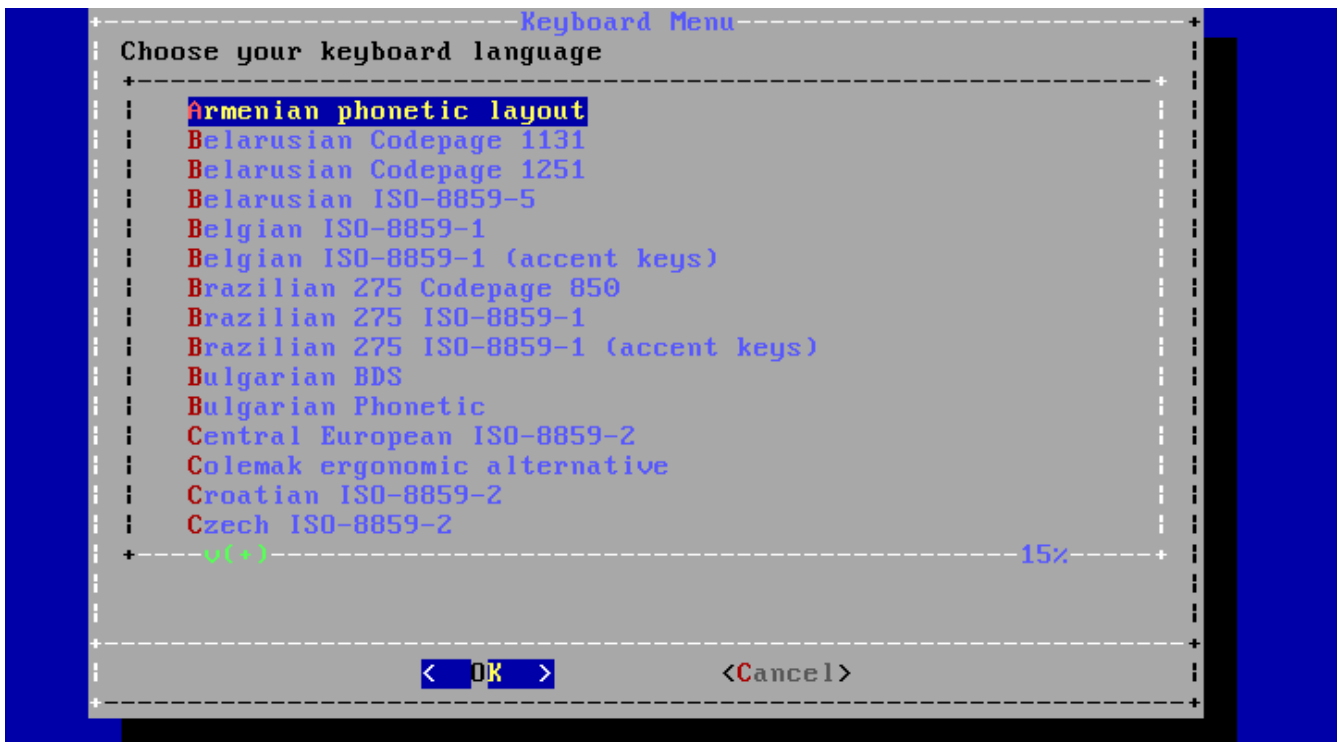 Keyboard Menu
Choose your keyboard language
Armenian phonetic layout
Belarusian Codepage 1131
Belarusian Codepage 1251
Belarusian ISO-8859-5
Belgian ISO-8859-1
Belgian ISO-8859-1 (accent keys)
Brazilian 275 Codepage 850
Brazilian 275 ISO-8859-1
Brazilian 275 ISO-8859-1 (accent keys)
Bulgarian BDS
Bulgarian Phonetic
Central European ISO-8859-2
Colemak ergonomic alternative
Croatian ISO-8859-2
Czech ISO-8859-2
v(+) 15%
< OK > <Cancel>